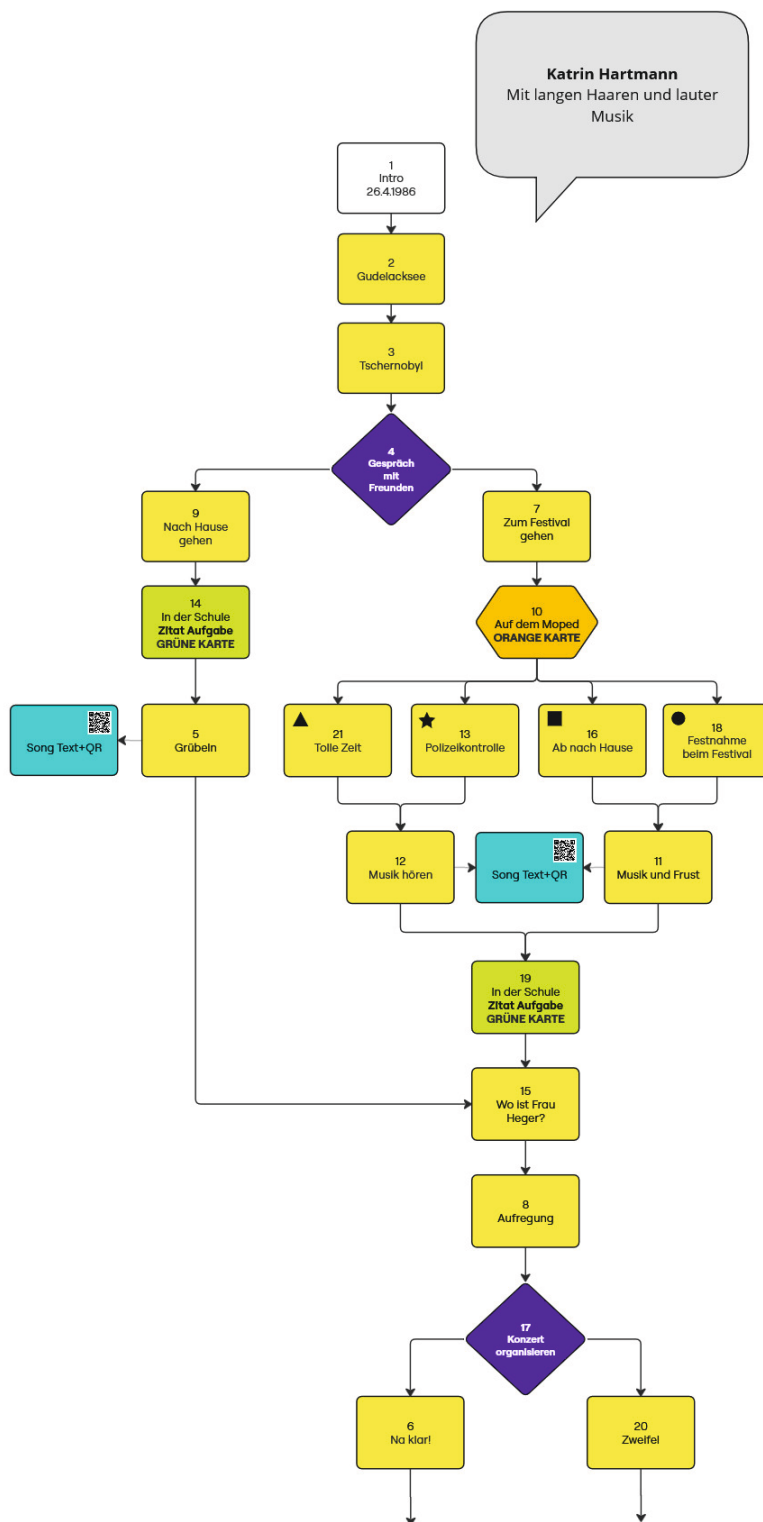 Katrin Hartmann
Mit langen Haaren und lauter
Musik
1
Intro
26.4.1986
2
Gudelacksee
3
Tschernobyl
4
Gespräch
mit
Freunden
9
Nach Hause
gehen
7
Zum Festival
gehen
14
In der Schule
Zitat Aufgabe
GRÜNE KARTE
10
Auf dem Moped
ORANGE KARTE
Song Text+QR
5
Grübeln
21
Tolle Zeit
13
Polizeikontrolle
16
Ab nach Hause
18
Festnahme
beim Festival
12
Musik hören
Song Text+QR
11
Musik und Frust
19
In der Schule
Zitat Aufgabe
GRÜNE KARTE
15
Wo ist Frau
Heger?
8
Aufregung
17
Konzert
organisieren
6
Na klar!
20
Zweifel